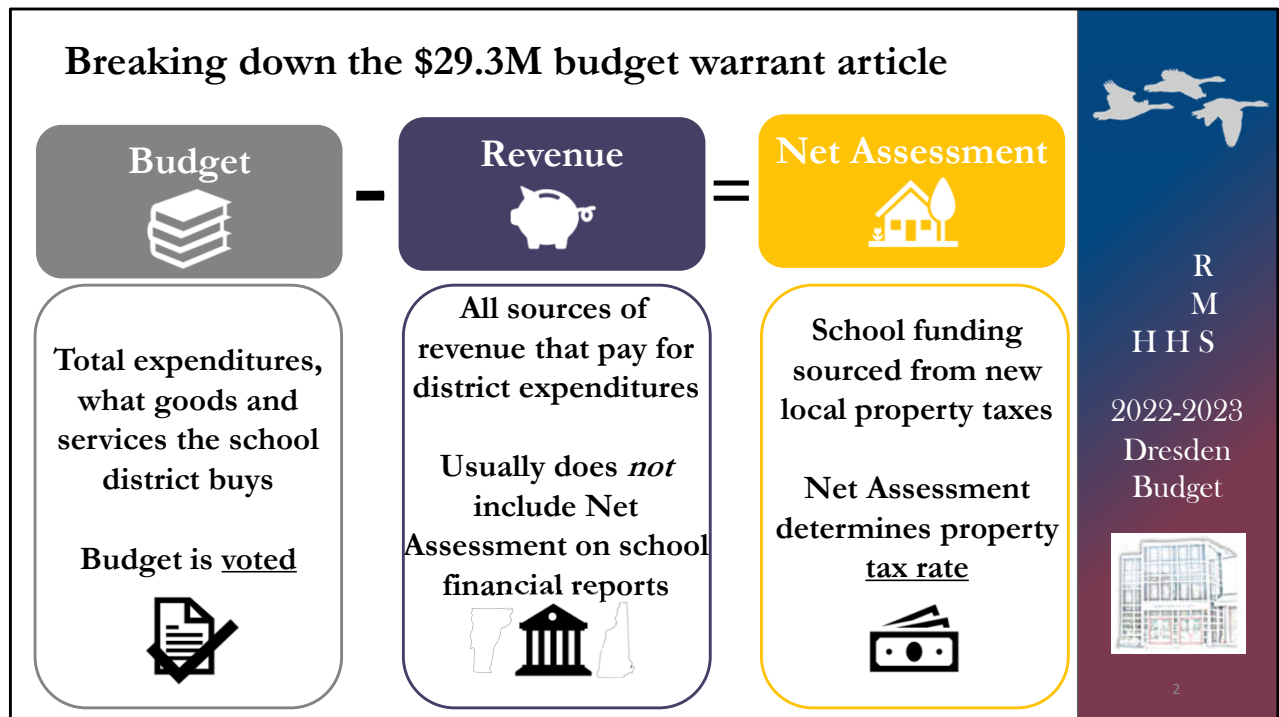 Breaking down the $29.3M budget warrant article
Budget
-
Revenue
=
Net Assessment
Total expenditures,
what goods and
services the school
district buys
Budget is voted
All sources of
revenue that pay for
district expenditures
Usually does not
include Net
Assessment on school
financial reports
School funding
sourced from new
local property taxes
Net Assessment
determines property
tax rate
R
M
H H S
2022-2023
Dresden
Budget
2